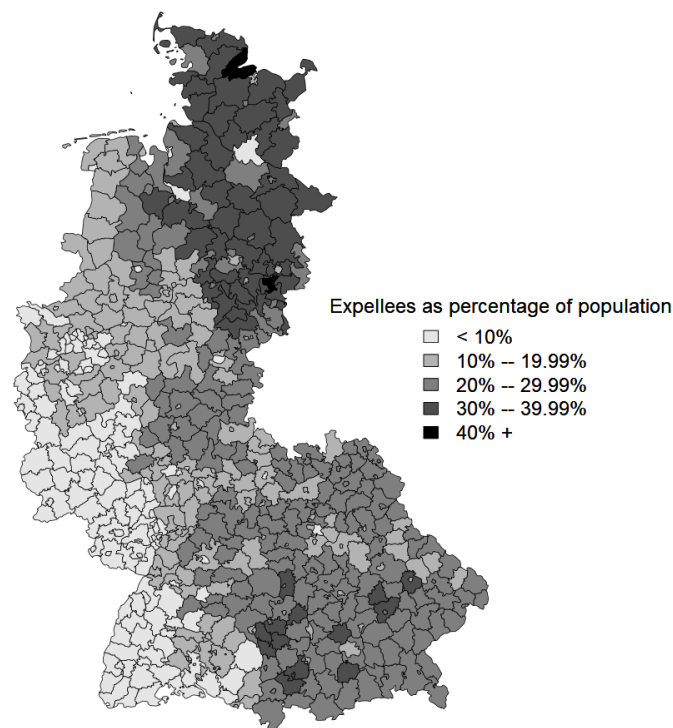 Expellees as percentage of population
< 10%
10% -- 19.99%
20% -- 29.99%
30% -- 39.99%
40% +